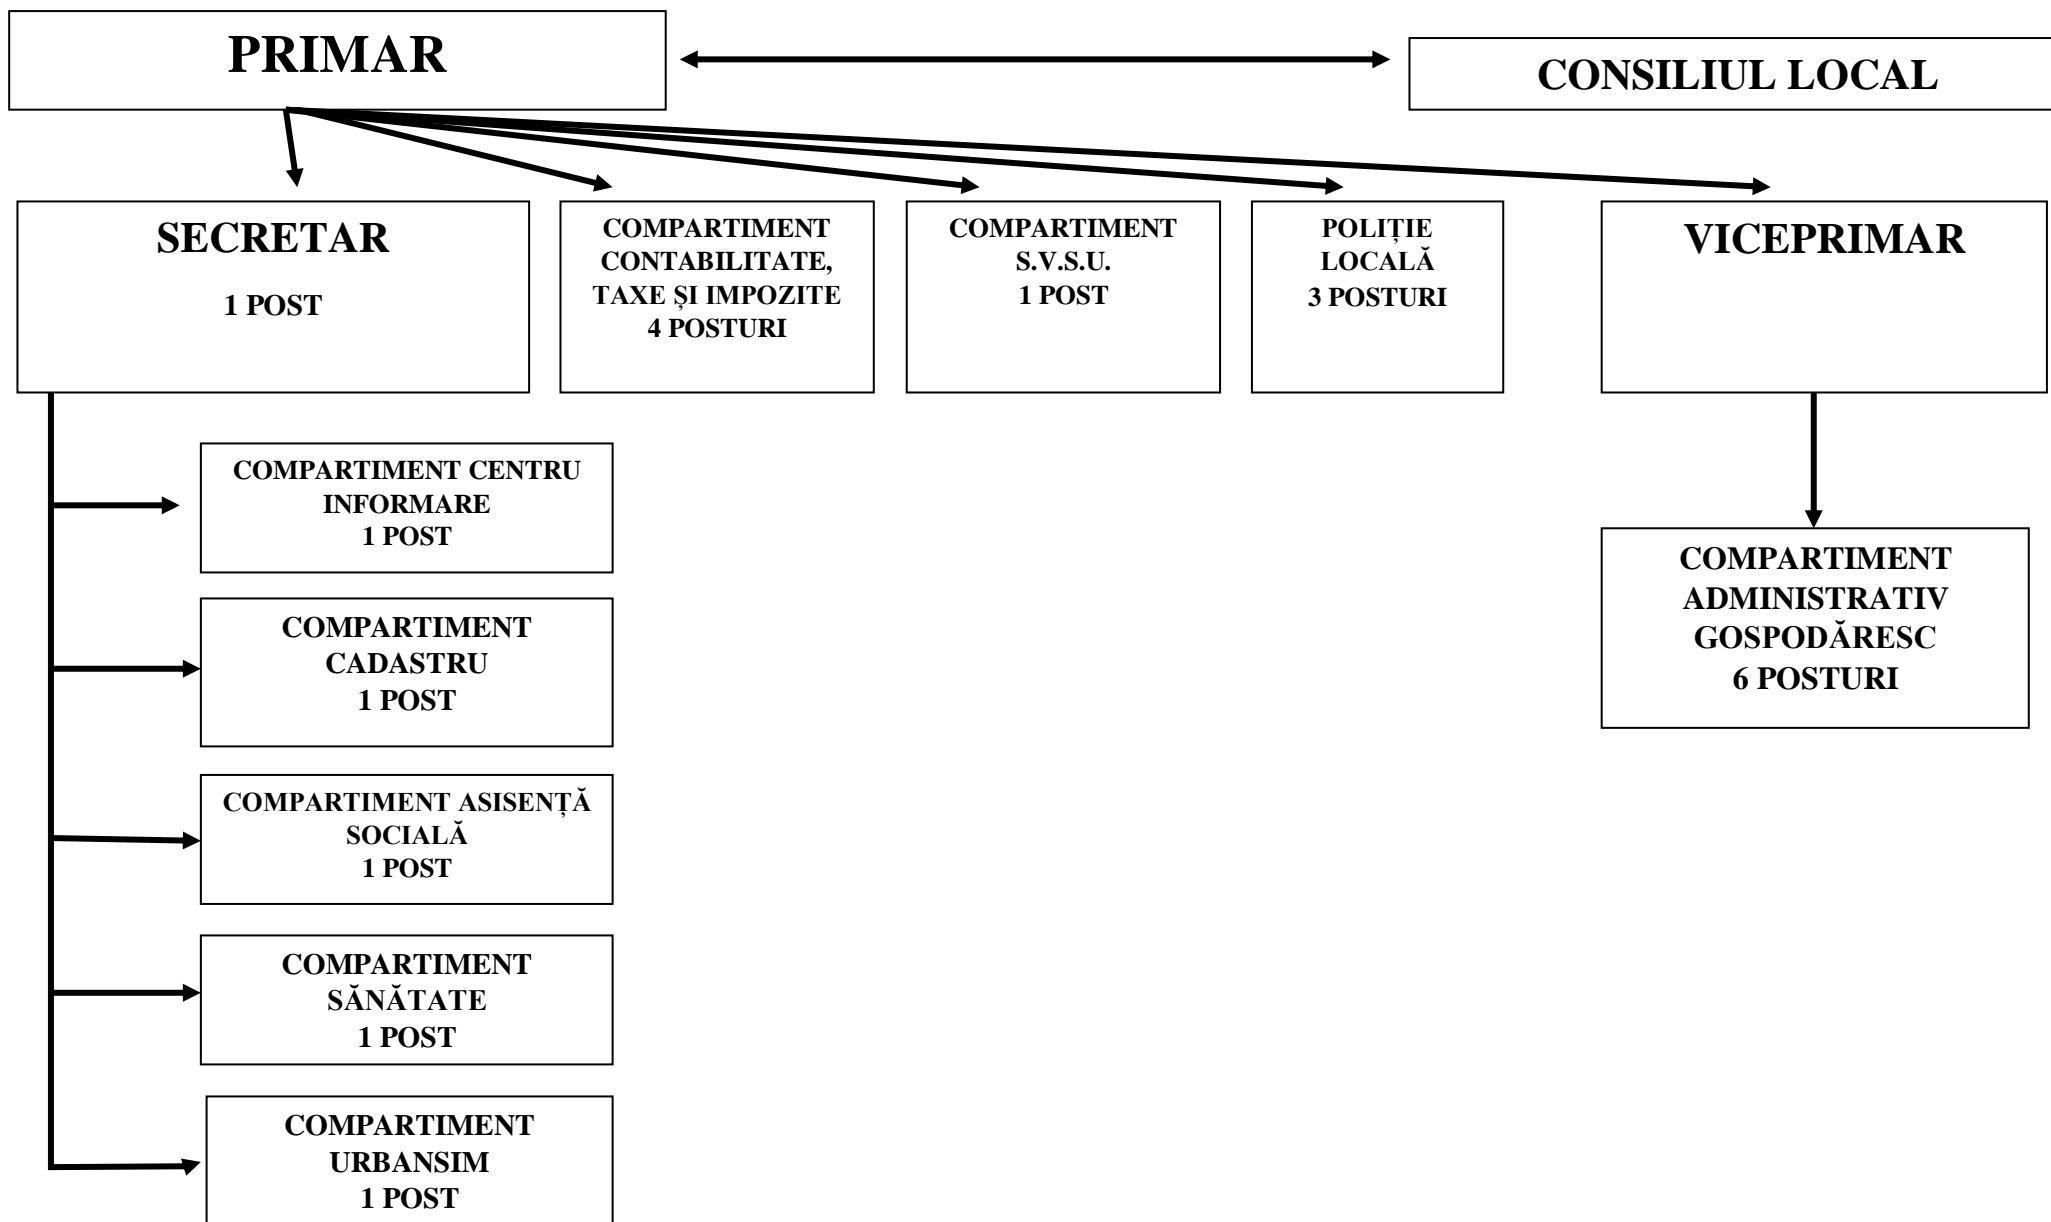 PRIMAR
CONSILIUL LOCAL
SECRETAR
1 POST
COMPARTIMENT
CONTABILITATE,
TAXE ȘI IMPOZITE
4 POSTURI
COMPARTIMENT
S.V.S.U.
1 POST
POLIȚIE
LOCALĂ
3 POSTURI
VICEPRIMAR
COMPARTIMENT CENTRU
INFORMARE
1 POST
COMPARTIMENT
CADASTRU
1 POST
COMPARTIMENT ASISENȚĂ
SOCIALĂ
1 POST
COMPARTIMENT
SĂNĂTATE
1 POST
COMPARTIMENT
URBANSIM
1 POST
COMPARTIMENT
ADMINISTRATIV
GOSPODĂRESC
6 POSTURI